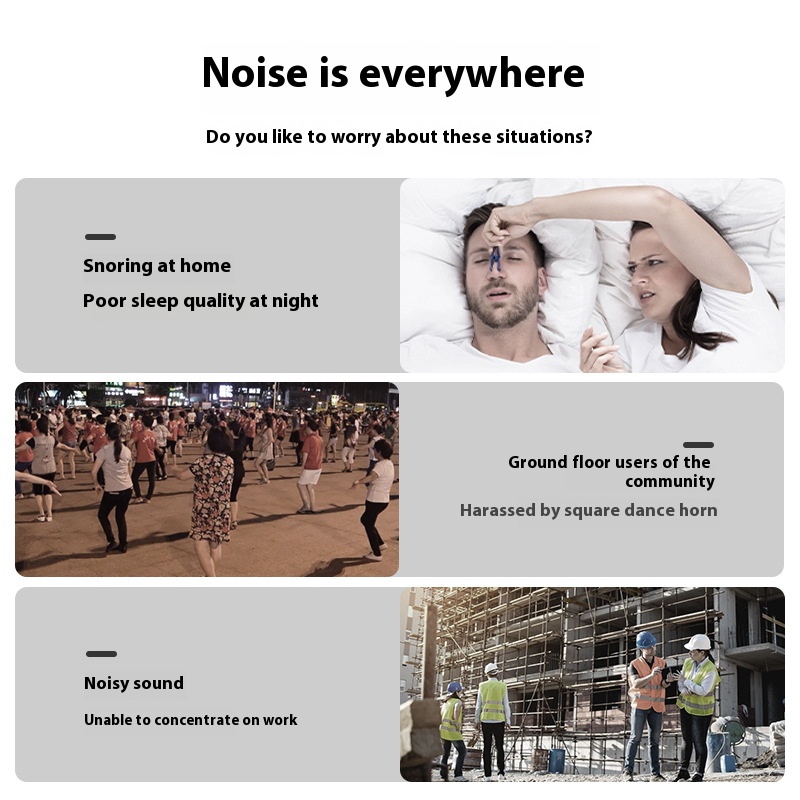 Noise is everywhere
Do you like to worry about these situations?
Snoring at home
Poor sleep quality at night
Ground floor users of the
community
Harassed by square dance horn
Noisy sound
Unable to concentrate on work